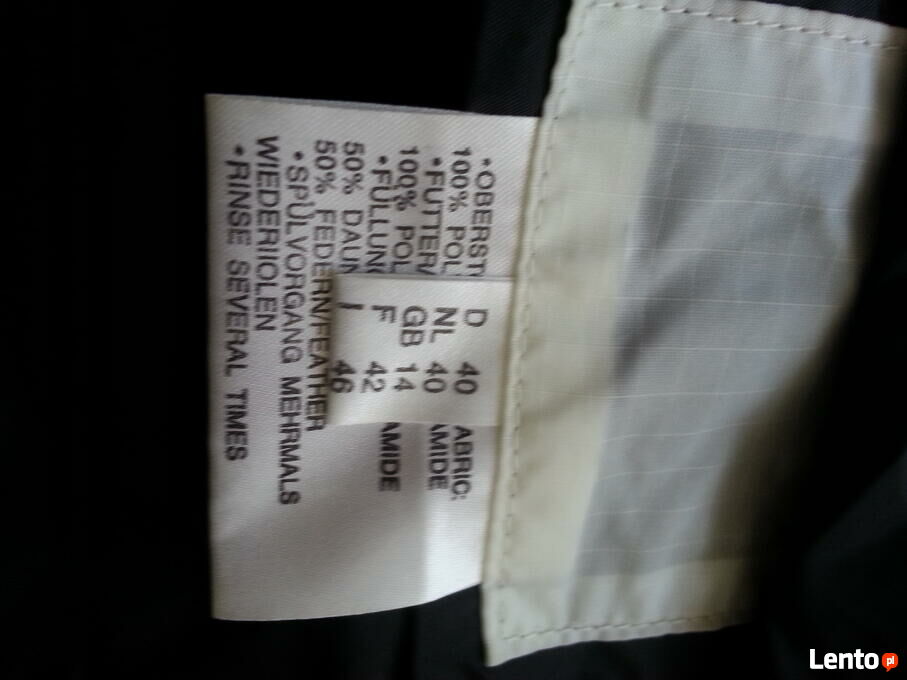 D 40
NL 40
GB 14
F 42
I 46
•OBERST ABRIC:
100% POL AMIDE
•FUTTER
100% POL AMIDE
•FÜLLUNG
50% DAUN
50% FEDERN/FEATHER
•SPÜLVORGANG MEHRMALS
WIEDERHOLEN
•RINSE SEVERAL TIMES
Lento pl